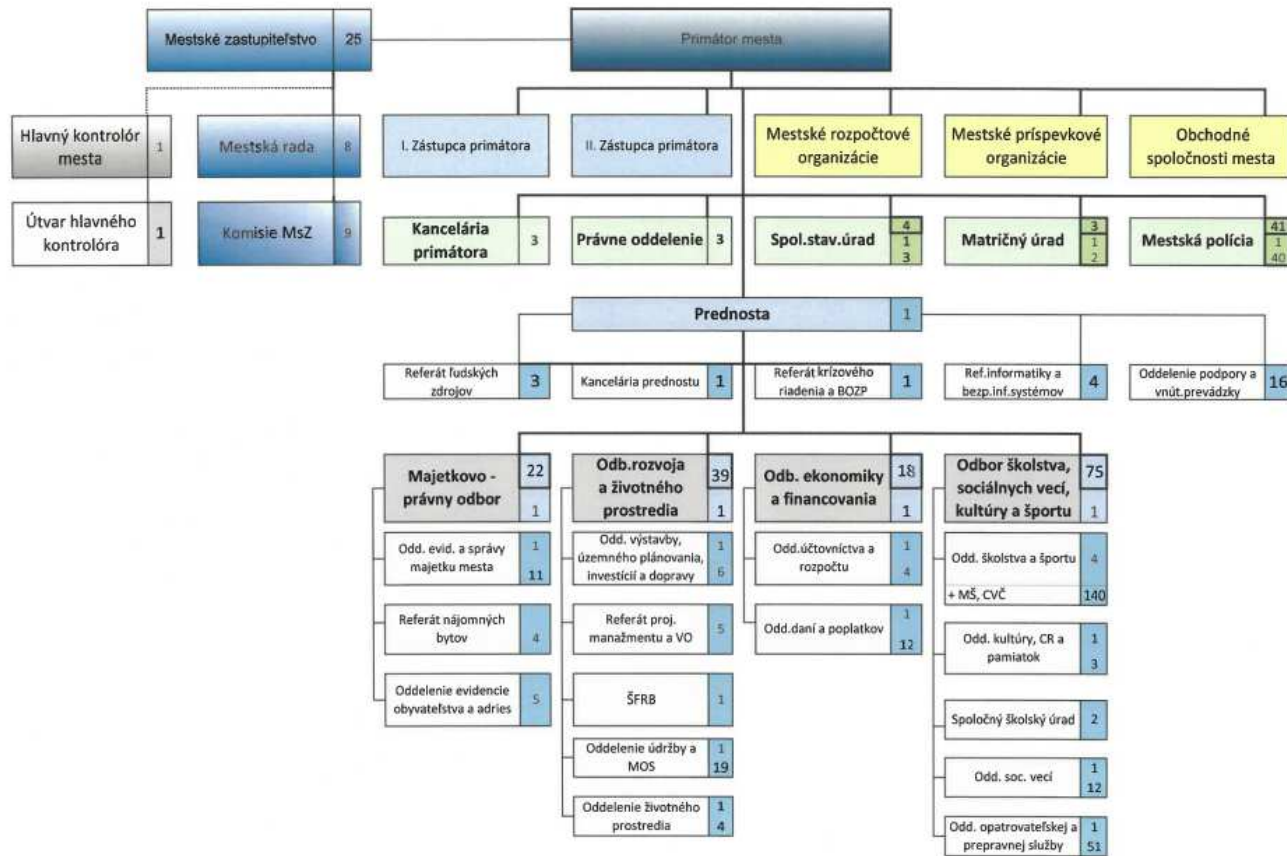 Mestské zastupiteľstvo 25
Primátor mesta
Hlavný kontrolór
mesta
1
Mestská rada 8
I. Zástupca primátora
II. Zástupca primátora
Mestské rozpočtové
organizácie
Mestské príspevkové
organizácie
Obchodné
spoločnosti mesta
Útvar hlavného
kontrolóra
1
Komisie MsZ 9
Kancelária
primátora
3
Právne oddelenie 3
Spol.stav.úrad
4
1
3
Matričný úrad
3
1
2
Mestská polícia
41
1
40
Prednosta 1
Referát ľudských
zdrojov
3
Kancelária prednostu 1
Referát krízového
riadenia a BOZP
1
Ref.informatiky a
bezp.inf.systémov
4
Oddelenie podpory a
vnút.prevádzky
16
Majetkovo -
právny odbor
22
1
Odb.rozvoja
a životného
prostredia
39
1
Odb. ekonomiky
a financovania
18
1
Odbor školstva,
sociálnych vecí,
kultúry a športu
75
1
Odd. evid. a správy
majetku mesta
1
11
Odd. výstavby,
územného plánovania,
investícií a dopravy
1
6
Odd.účtovníctva a
rozpočtu
1
4
Odd. školstva a športu 4
+ MŠ, CVČ 140
Referát nájomných
bytov
4
Referát proj.
manažmentu a VO
5
Odd.daní a poplatkov
1
12
Odd. kultúry, CR a
pamiatok
1
3
Oddelenie evidencie
obyvateľstva a adries
5
ŠFRB 1
Spoločný školský úrad 2
Oddelenie údržby a
MOS
1
19
Odd. soc. vecí
1
12
Oddelenie životného
prostredia
1
4
Odd. opatrovateľskej a
prepravnej služby
1
51